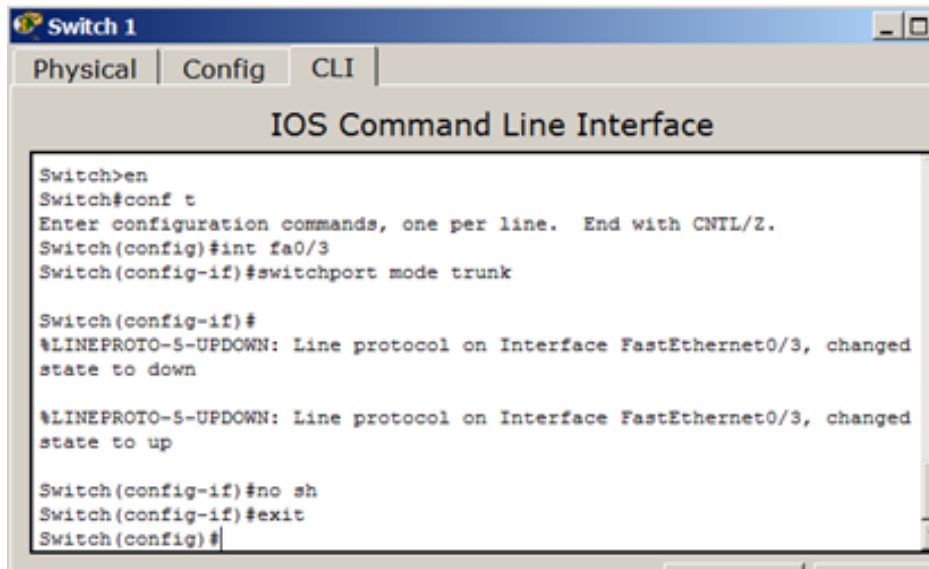 Switch 1
Physical Config CLI
IOS Command Line Interface
Switch>en
Switch#conf t
Enter configuration commands, one per line.  End with CNTL/Z.
Switch(config)#int fa0/3
Switch(config-if)#switchport mode trunk
Switch(config-if)#
%LINEPROTO-5-UPDOWN: Line protocol on Interface FastEthernet0/3, changed
state to down
%LINEPROTO-5-UPDOWN: Line protocol on Interface FastEthernet0/3, changed
state to up
Switch(config-if)#no sh
Switch(config-if)#exit
Switch(config)#